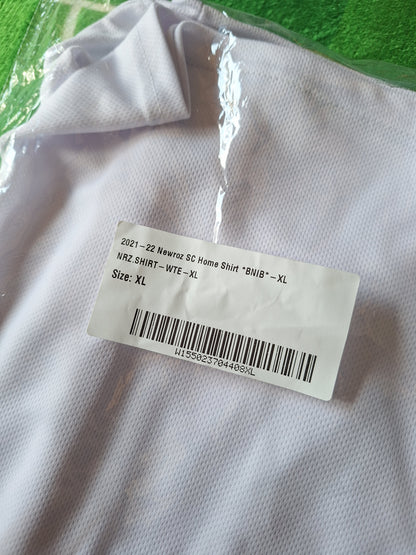 2021-22 Newroz SC Home Shirt *BNIB*-XL
NRZ.SHIRT-WTE-XL
Size: XL
W155023704408XL